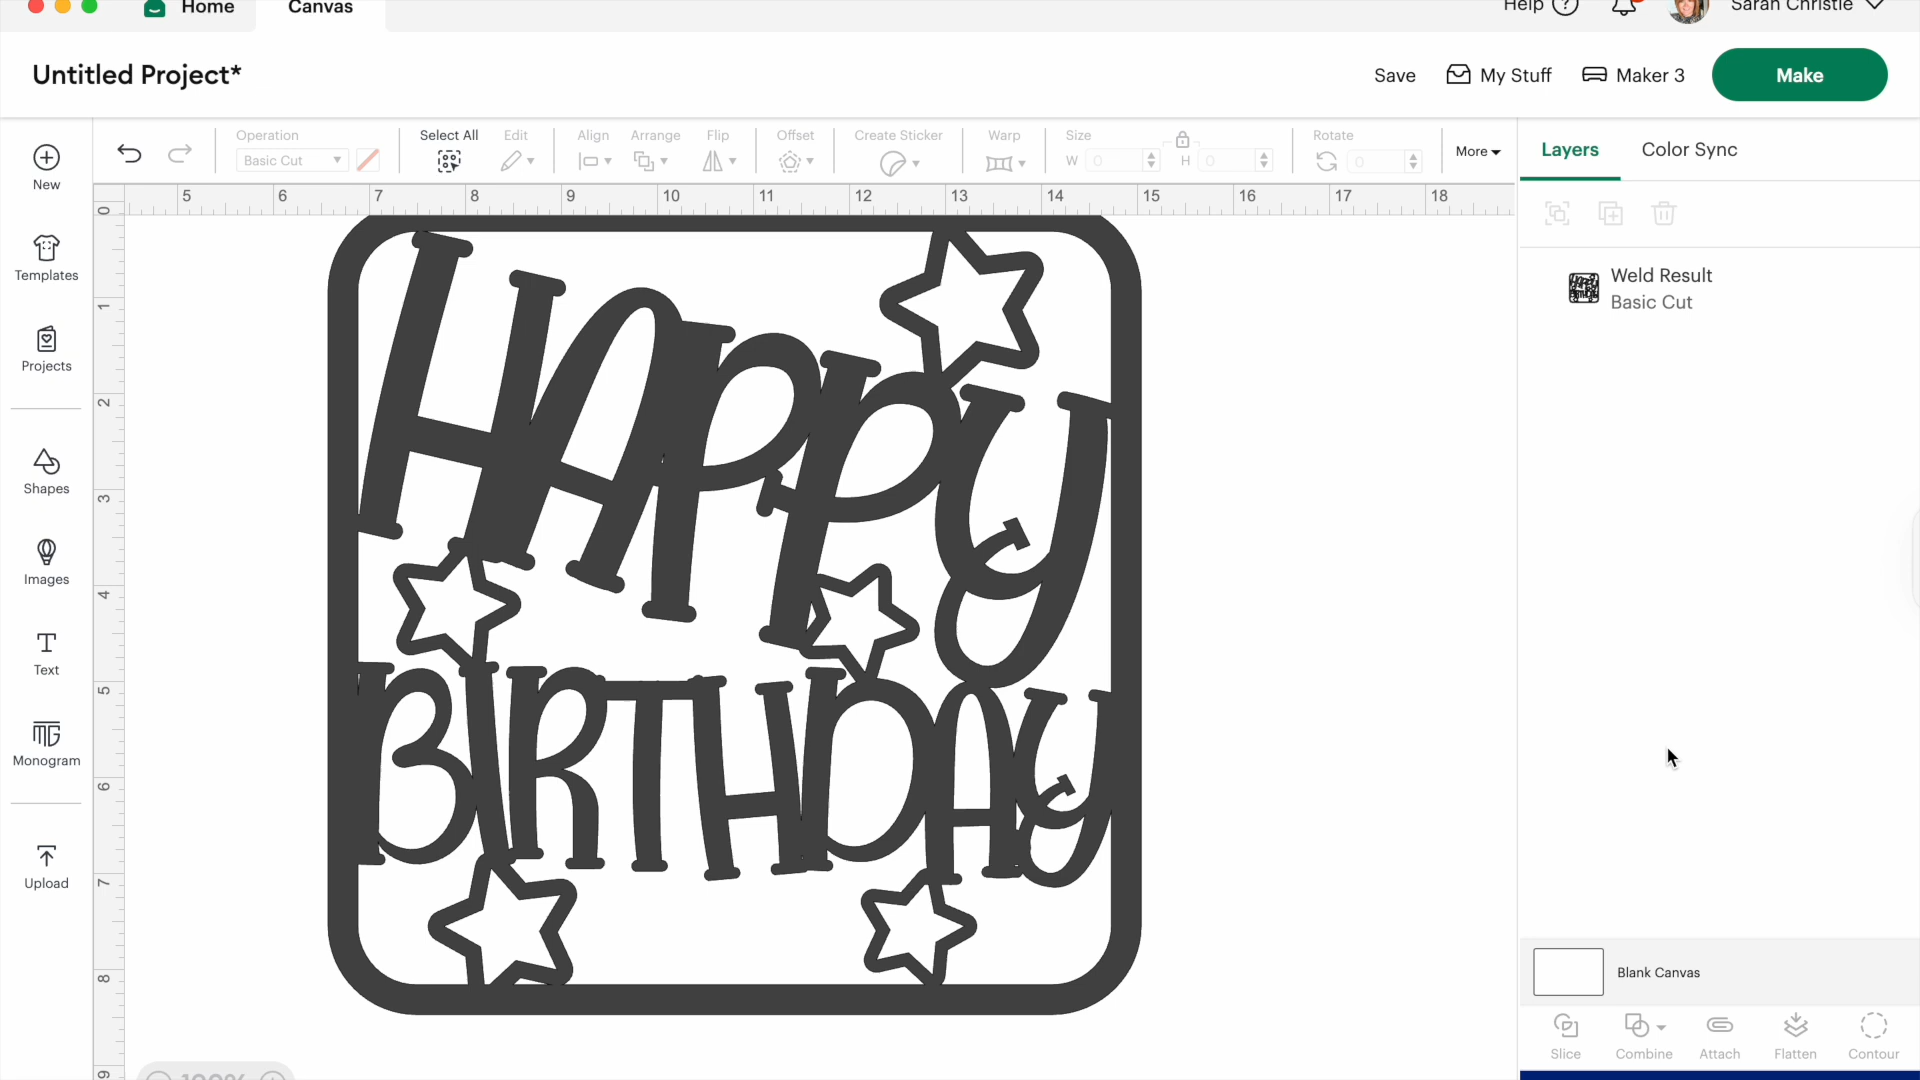 Home
Canvas
Help
Sarah Christie
Untitled Project*
Save
My Stuff
Maker 3
Make
New
Templates
Projects
Shapes
Images
Text
Monogram
Upload
Operation
Basic Cut
Select All
Edit
Align
Arrange
Flip
Offset
Create Sticker
Warp
Size
W 0
H 0
Rotate
0
More
5 6 7 8 9 10 11 12 13 14 15 16 17 18
0
1
2
3
4
5
6
7
8
9
HAPPY
BIRTHDAY
100%
Layers
Color Sync
Weld Result
Basic Cut
Blank Canvas
Slice
Combine
Attach
Flatten
Contour